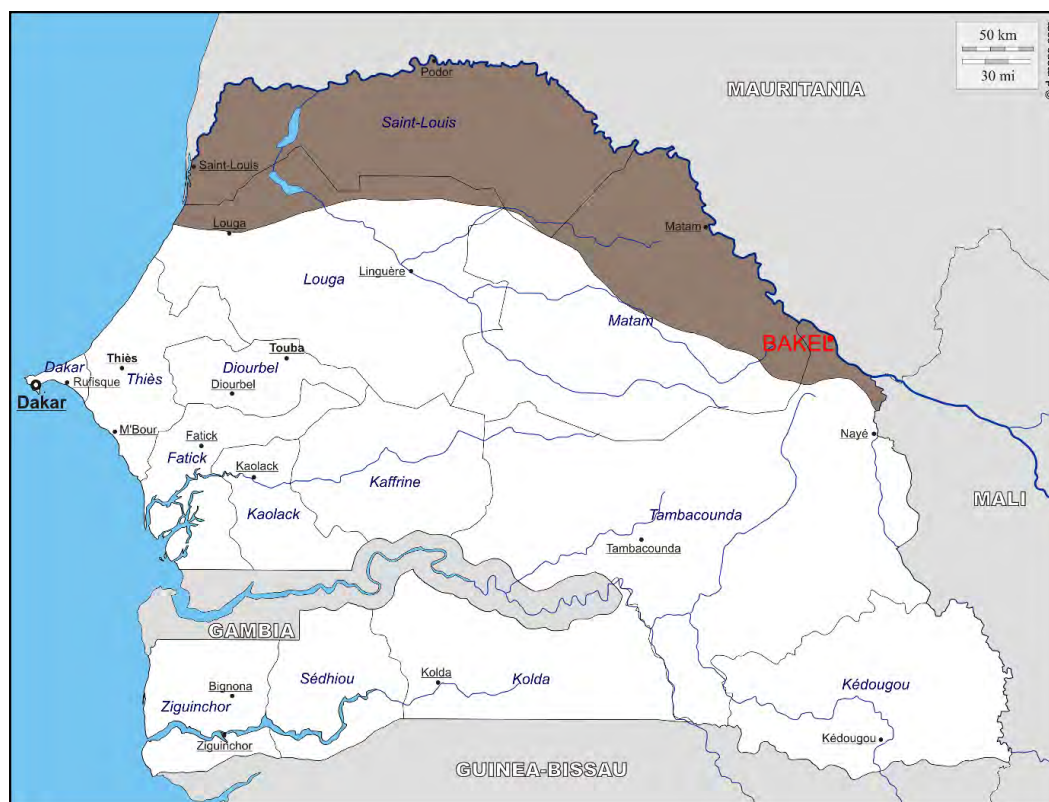 50 km
30 mi
Podor
MAURITANIA
Saint-Louis
Saint-Louis
Louga
Matam
Linguère
Louga
Matam
BAKEL
Touba
Thiès
Dakar
Rufisque
Thiès
Diourbel
Diourbel
Dakar
M'Bour
Fatick
Nayé
Fatick
Kaolack
Kaffrine
MALI
Kaolack
Tambacounda
Tambacounda
GAMBIA
Sédhiou
Kolda
Kolda
Bignona
Ziguinchor
Kédougou
Ziguinchor
Kédougou
GUINEA-BISSAU